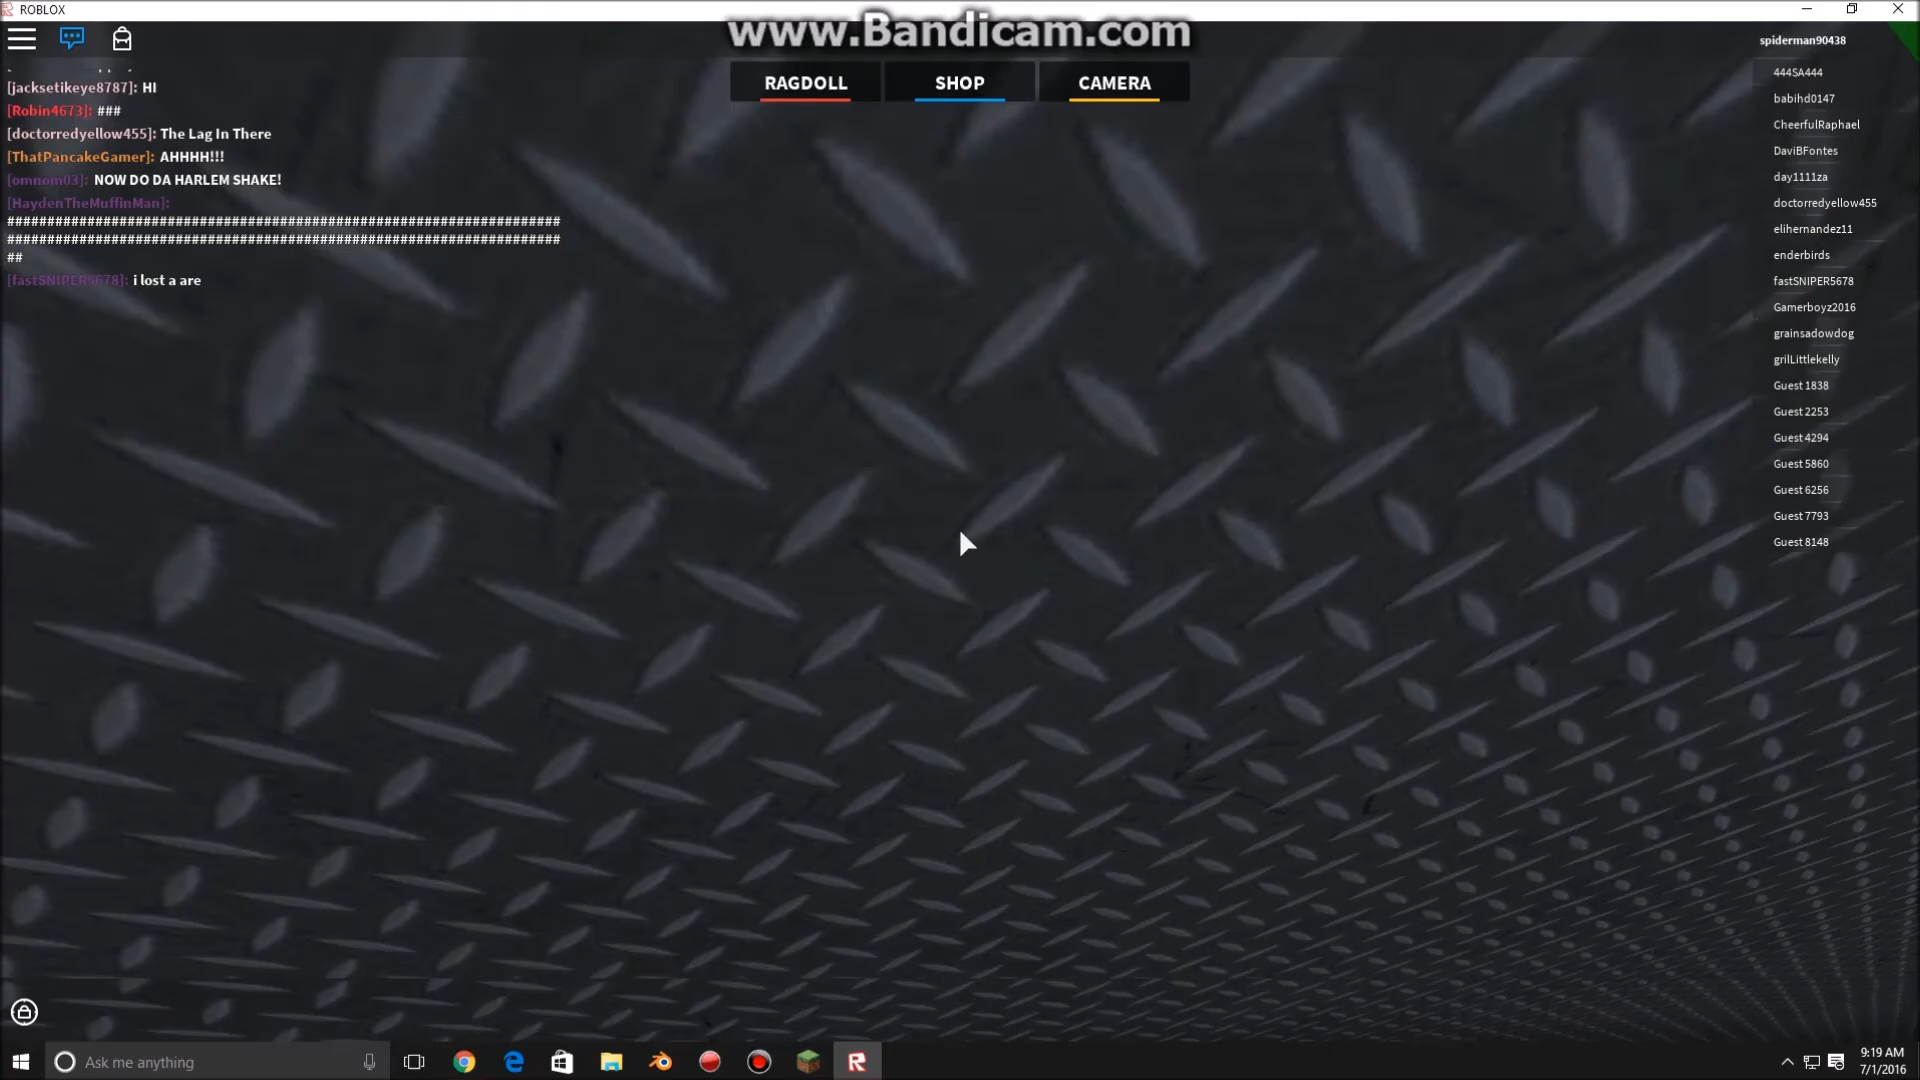 ROBLOX
www.Bandicam.com
spiderman90438
RAGDOLL
SHOP
CAMERA
[jacksetikeye8787]: HI
[Robin4673]: ###
[doctorredyellow455]: The Lag In There
[ThatPancakeGamer]: AHHHH!!!
[omnom03]: NOW DO DA HARLEM SHAKE!
[HaydenTheMuffinMan]:
#####################################################################
#####################################################################
##
[fastSNIPER5678]: i lost a are
444SA444
babihd0147
CheerfulRaphael
DaviBFontes
day1111za
doctorredyellow455
elihernandez11
enderbirds
fastSNIPER5678
Gamerboyz2016
grainsadowdog
grilLittlekelly
Guest 1838
Guest 2253
Guest 4294
Guest 5860
Guest 6256
Guest 7793
Guest 8148
Ask me anything
9:19 AM
7/1/2016